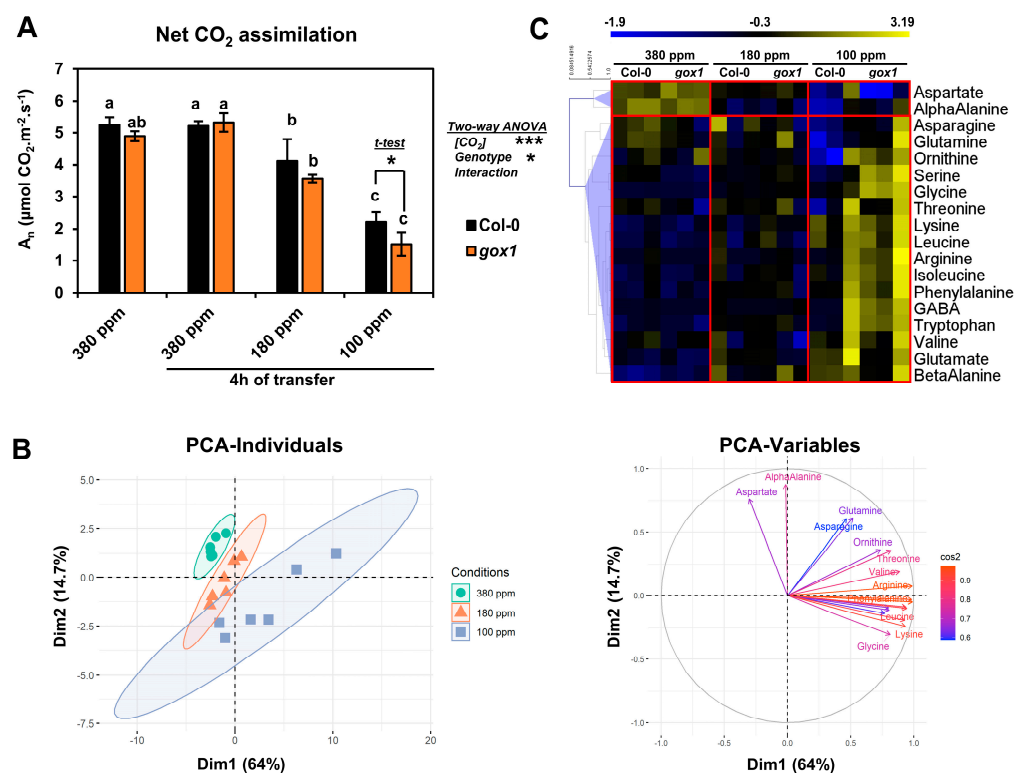 A
Net CO2 assimilation
7
6
5
4
3
2
1
0
An (µmol CO2.m-2.s-1)
a
ab
a
a
b
b
t-test
*
c
c
380 ppm
380 ppm
180 ppm
100 ppm
4h of transfer
Two-way ANOVA
[CO2] ***
Genotype *
Interaction
Col-0
gox1
C
-1.9
-0.3
3.19
1.0
380 ppm
180 ppm
100 ppm
Col-0
gox1
Col-0
gox1
Col-0
gox1
Aspartate
AlphaAlanine
Asparagine
Glutamine
Ornithine
Serine
Glycine
Threonine
Lysine
Leucine
Arginine
Isoleucine
Phenylalanine
GABA
Tryptophan
Valine
Glutamate
BetaAlanine
B
PCA-Individuals
5.0
2.5
0.0
-2.5
-5.0
-7.5
Dim2 (14.7%)
-10
0
10
20
Dim1 (64%)
Conditions
380 ppm
180 ppm
100 ppm
PCA-Variables
1.0
0.5
0.0
-0.5
-1.0
Dim2 (14.7%)
AlphaAlanine
Aspartate
Glutamine
Asparagine
Ornithine
Threonine
Valine
Arginine
Phenylalanine
Leucine
Lysine
Glycine
-1.0
-0.5
0.0
0.5
1.0
Dim1 (64%)
cos2
0.9
0.8
0.7
0.6